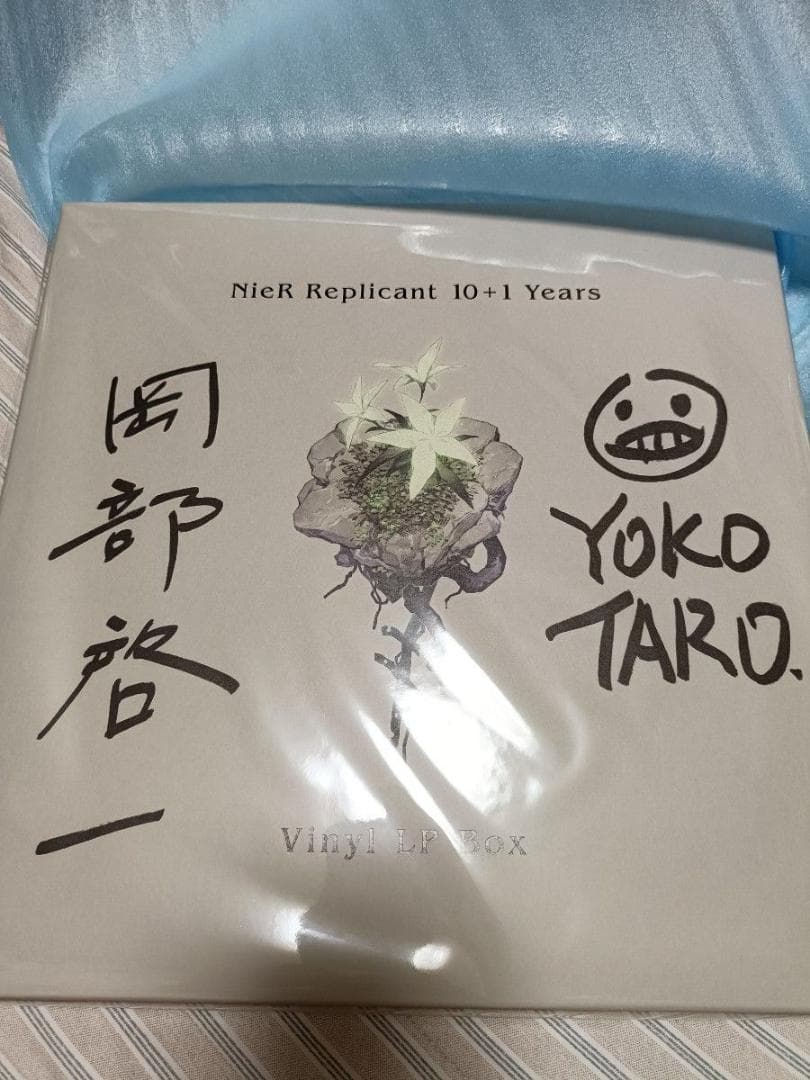 NieR Replicant 10+1 Years
岡部啓一
YOKO
TARO.
Vinyl LP Box